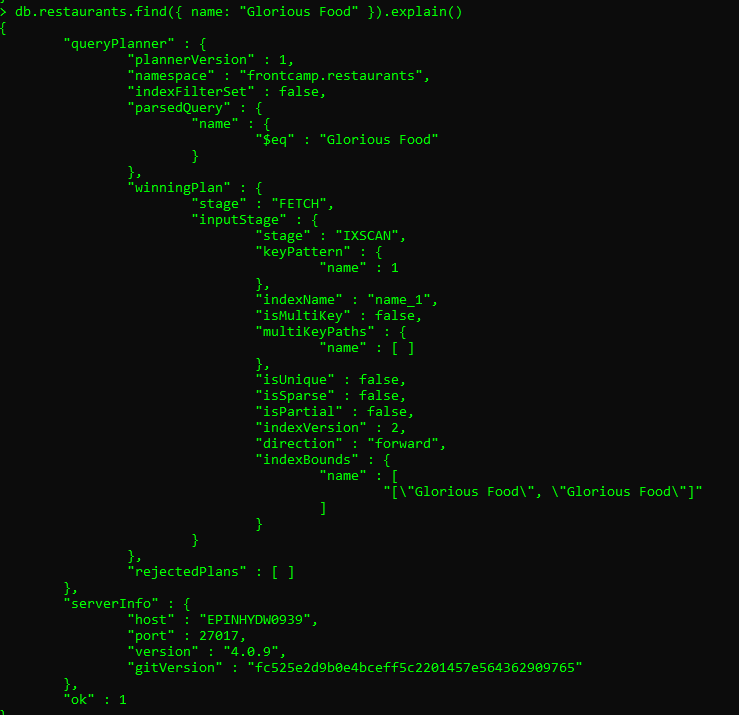 > db.restaurants.find({ name: "Glorious Food" }).explain()
{
        "queryPlanner" : {
                "plannerVersion" : 1,
                "namespace" : "frontcamp.restaurants",
                "indexFilterSet" : false,
                "parsedQuery" : {
                        "name" : {
                                "$eq" : "Glorious Food"
                        }
                },
                "winningPlan" : {
                        "stage" : "FETCH",
                        "inputStage" : {
                                "stage" : "IXSCAN",
                                "keyPattern" : {
                                        "name" : 1
                                },
                                "indexName" : "name_1",
                                "isMultiKey" : false,
                                "multiKeyPaths" : {
                                        "name" : [ ]
                                },
                                "isUnique" : false,
                                "isSparse" : false,
                                "isPartial" : false,
                                "indexVersion" : 2,
                                "direction" : "forward",
                                "indexBounds" : {
                                        "name" : [
                                                "[\"Glorious Food\", \"Glorious Food\"]"
                                        ]
                                }
                        }
                },
                "rejectedPlans" : [ ]
        },
        "serverInfo" : {
                "host" : "EPINHYDW0939",
                "port" : 27017,
                "version" : "4.0.9",
                "gitVersion" : "fc525e2d9b0e4bceff5c2201457e564362909765"
        },
        "ok" : 1
}